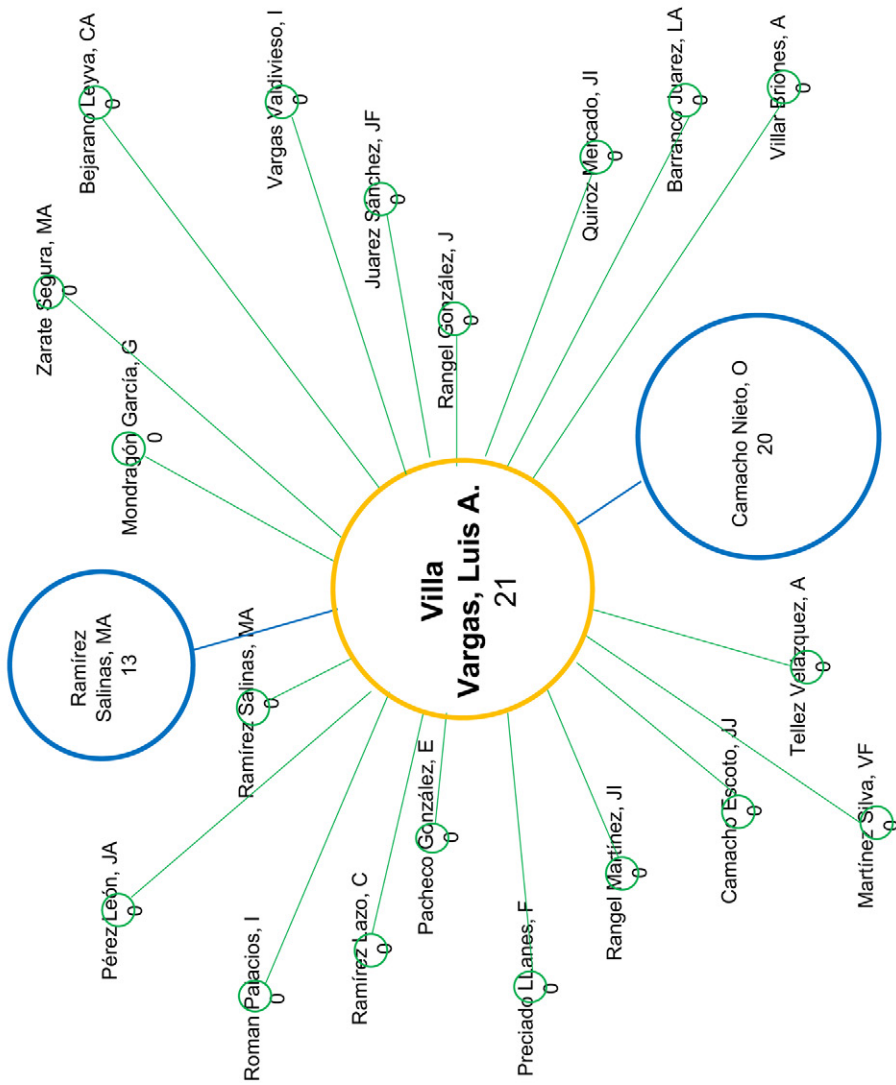 Bejarano Leyva, CA
0
Zarate Segura, MA
0
Vargas Valdivieso, I
0
Mondragón García, G
0
Juarez Sánchez, JF
0
Rangel González, J
0
Quiroz Mercado, JI
0
Barranco Juarez, LA
0
Villar Briones, A
0
Ramírez
Salinas, MA
13
Ramírez Salinas, MA
0
Villa
Vargas, Luis A.
21
Camacho Nieto, O
20
Pérez León, JA
0
Roman Palacios, I
0
Ramírez Lazo, C
0
Pacheco González, E
0
Preciado LLanes, F
0
Rangel Martínez, JI
0
Camacho Escoto, JJ
0
Tellez Velázquez, A
0
Martínez Silva, VF
0